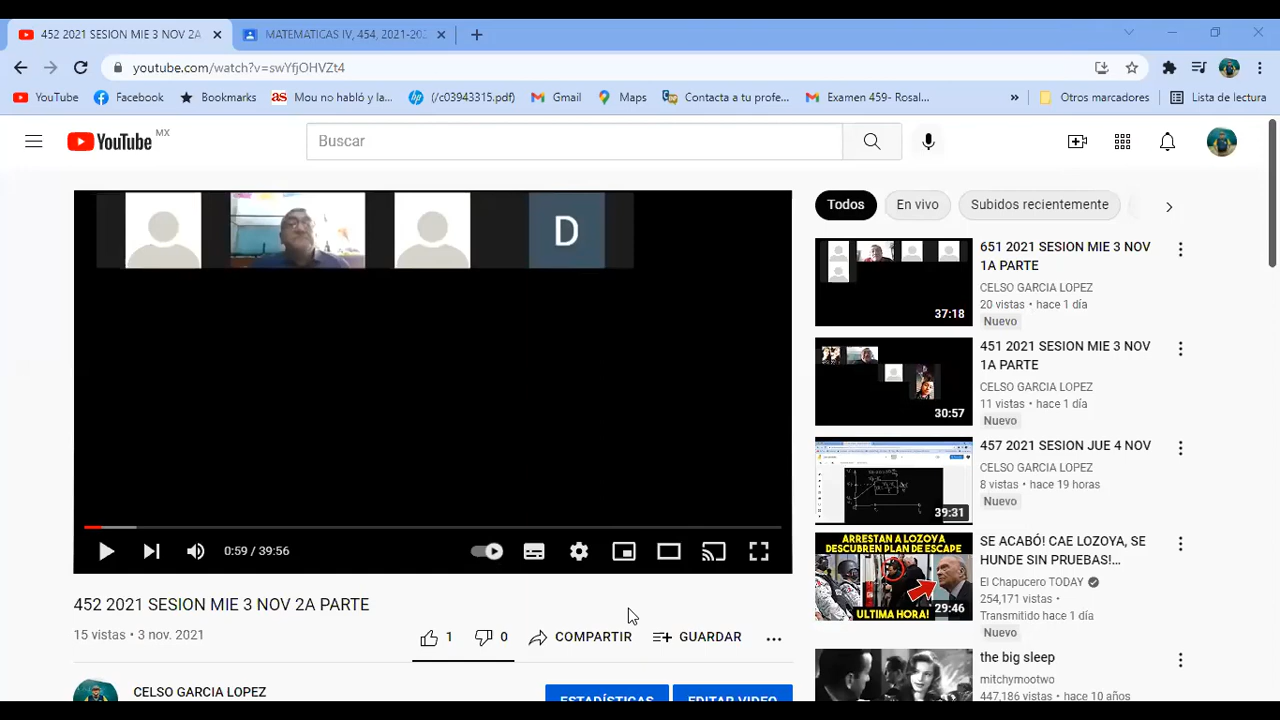 452 2021 SESION MIE 3 NOV 2A
MATEMATICAS IV, 454, 2021-202
youtube.com/watch?v=swYfjOHVZt4
YouTube
Facebook
Bookmarks
as Mou no habló y la...
hp (/c03943315.pdf)
Gmail
Maps
Contacta a tu profe...
Examen 459- Rosal...
»
Otros marcadores
Lista de lectura
YouTube MX
Buscar
D
0:59 / 39:56
452 2021 SESION MIE 3 NOV 2A PARTE
15 vistas • 3 nov. 2021
1
0
COMPARTIR
GUARDAR
CELSO GARCIA LOPEZ
ESTADÍSTICAS
EDITAR VIDEO
Todos
En vivo
Subidos recientemente
37:18
651 2021 SESION MIE 3 NOV
1A PARTE
CELSO GARCIA LOPEZ
20 vistas • hace 1 día
Nuevo
30:57
451 2021 SESION MIE 3 NOV
1A PARTE
CELSO GARCIA LOPEZ
11 vistas • hace 1 día
Nuevo
39:31
457 2021 SESION JUE 4 NOV
CELSO GARCIA LOPEZ
8 vistas • hace 19 horas
Nuevo
ARRESTAN A LOZOYA,
DESCUBREN PLAN DE ESCAPE
ULTIMA HORA!
29:46
SE ACABÓ! CAE LOZOYA, SE
HUNDE SIN PRUEBAS!...
El Chapucero TODAY
254,171 vistas •
Transmitido hace 1 día
Nuevo
the big sleep
mitchymootwo
447,186 vistas • hace 10 años